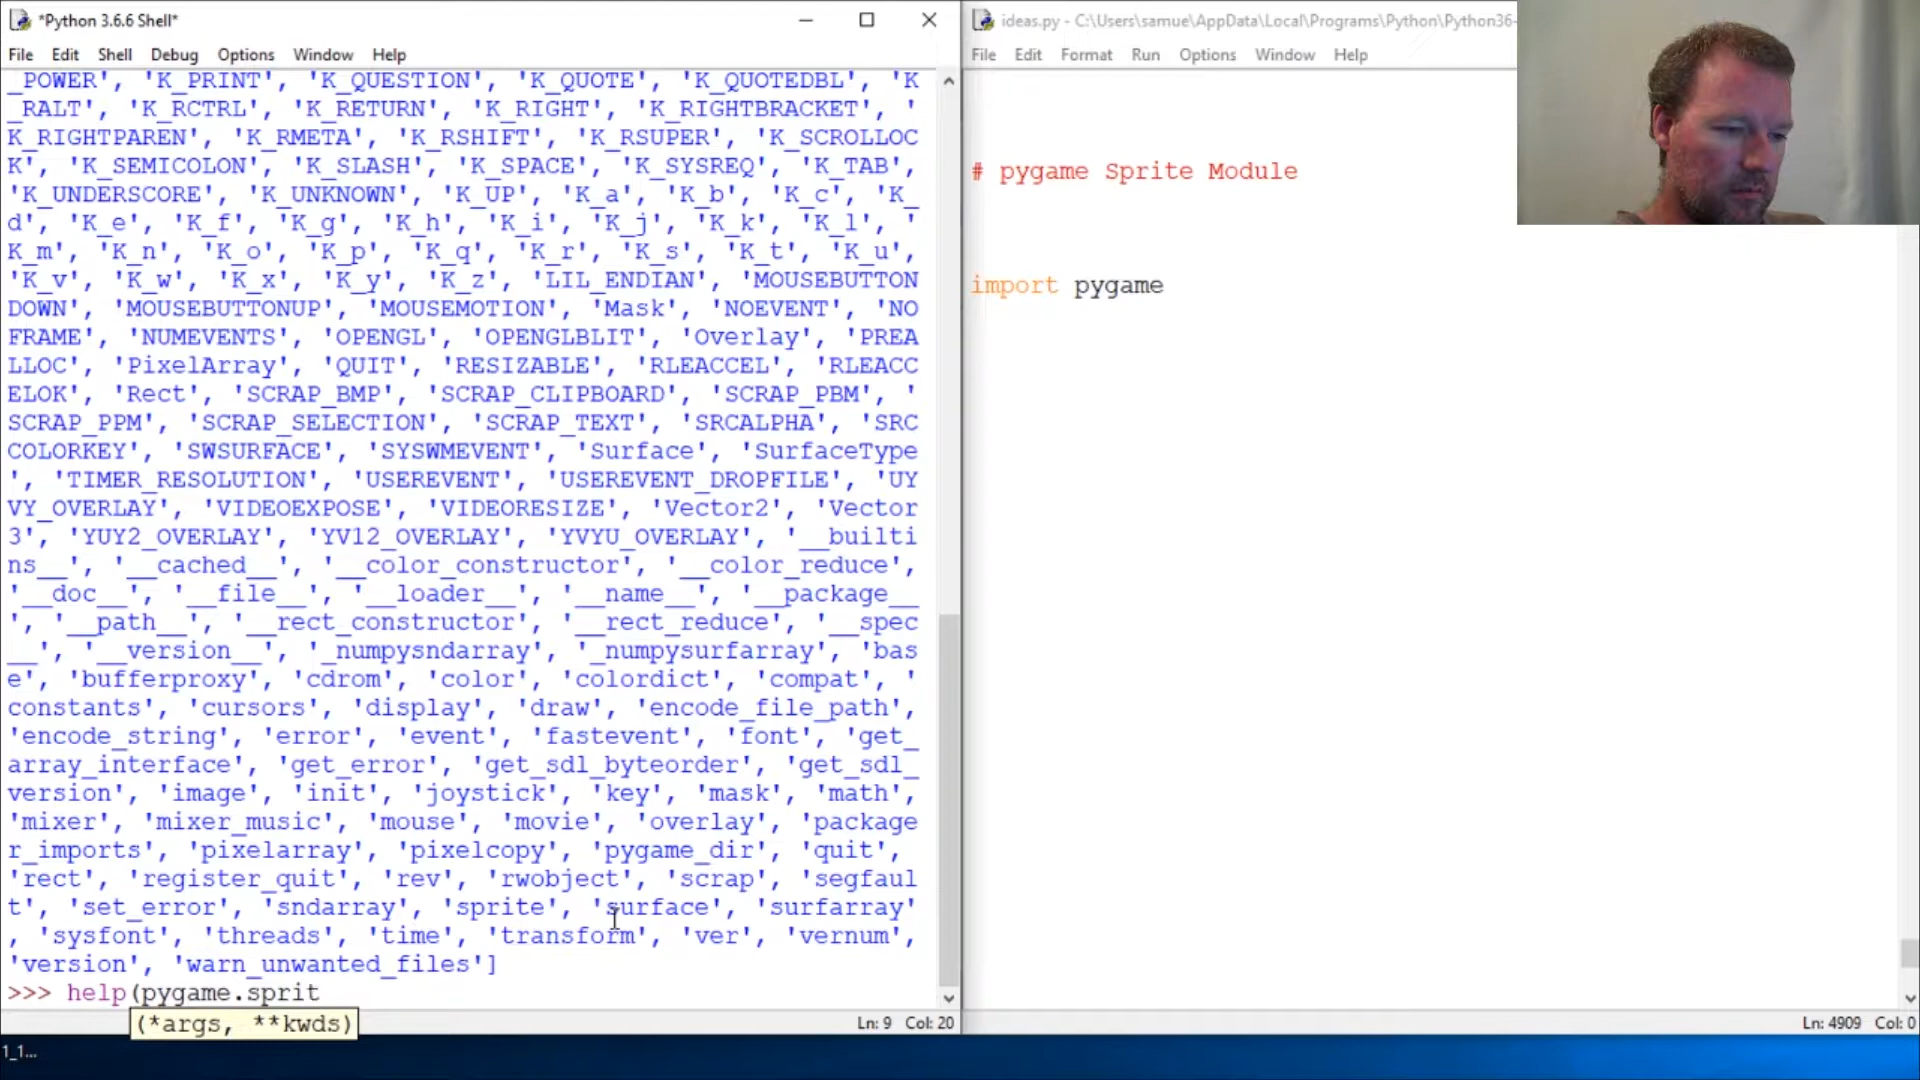 *Python 3.6.6 Shell*
File Edit Shell Debug Options Window Help
_POWER', 'K_PRINT', 'K_QUESTION', 'K_QUOTE', 'K_QUOTEDBL', 'K
_RALT', 'K_RCTRL', 'K_RETURN', 'K_RIGHT', 'K_RIGHTBRACKET', '
K_RIGHTPAREN', 'K_RMETA', 'K_RSHIFT', 'K_RSUPER', 'K_SCROLLOC
K', 'K_SEMICOLON', 'K_SLASH', 'K_SPACE', 'K_SYSREQ', 'K_TAB',
'K_UNDERSCORE', 'K_UNKNOWN', 'K_UP', 'K_a', 'K_b', 'K_c', 'K_
d', 'K_e', 'K_f', 'K_g', 'K_h', 'K_i', 'K_j', 'K_k', 'K_l', '
K_m', 'K_n', 'K_o', 'K_p', 'K_q', 'K_r', 'K_s', 'K_t', 'K_u',
'K_v', 'K_w', 'K_x', 'K_y', 'K_z', 'LIL_ENDIAN', 'MOUSEBUTTON
DOWN', 'MOUSEBUTTONUP', 'MOUSEMOTION', 'Mask', 'NOEVENT', 'NO
FRAME', 'NUMEVENTS', 'OPENGL', 'OPENGLBLIT', 'Overlay', 'PREA
LLOC', 'PixelArray', 'QUIT', 'RESIZABLE', 'RLEACCEL', 'RLEACC
ELOK', 'Rect', 'SCRAP_BMP', 'SCRAP_CLIPBOARD', 'SCRAP_PBM', '
SCRAP_PPM', 'SCRAP_SELECTION', 'SCRAP_TEXT', 'SRCALPHA', 'SRC
COLORKEY', 'SWSURFACE', 'SYSWMEVENT', 'Surface', 'SurfaceType
', 'TIMER_RESOLUTION', 'USEREVENT', 'USEREVENT_DROPFILE', 'UY
VY_OVERLAY', 'VIDEOEXPOSE', 'VIDEORESIZE', 'Vector2', 'Vector
3', 'YUY2_OVERLAY', 'YV12_OVERLAY', 'YVYU_OVERLAY', '__builti
ns__', '__cached__', '__color_constructor', '__color_reduce',
'__doc__', '__file__', '__loader__', '__name__', '__package__
', '__path__', '__rect_constructor', '__rect_reduce', '__spec
__', '__version__', '_numpysndarray', '_numpysurfarray', 'bas
e', 'bufferproxy', 'cdrom', 'color', 'colordict', 'compat', '
constants', 'cursors', 'display', 'draw', 'encode_file_path',
'encode_string', 'error', 'event', 'fastevent', 'font', 'get_
array_interface', 'get_error', 'get_sdl_byteorder', 'get_sdl_
version', 'image', 'init', 'joystick', 'key', 'mask', 'math',
'mixer', 'mixer_music', 'mouse', 'movie', 'overlay', 'package
r_imports', 'pixelarray', 'pixelcopy', 'pygame_dir', 'quit',
'rect', 'register_quit', 'rev', 'rwobject', 'scrap', 'segfaul
t', 'set_error', 'sndarray', 'sprite', 'surface', 'surfarray'
, 'sysfont', 'threads', 'time', 'transform', 'ver', 'vernum',
'version', 'warn_unwanted_files']
>>> help(pygame.sprit
(*args, **kwds)
Ln: 9 Col: 20
1_1...
ideas.py - C:\Users\samue\AppData\Local\Programs\Python\Python36-
File Edit Format Run Options Window Help
# pygame Sprite Module
import pygame
Ln: 4909 Col: 0